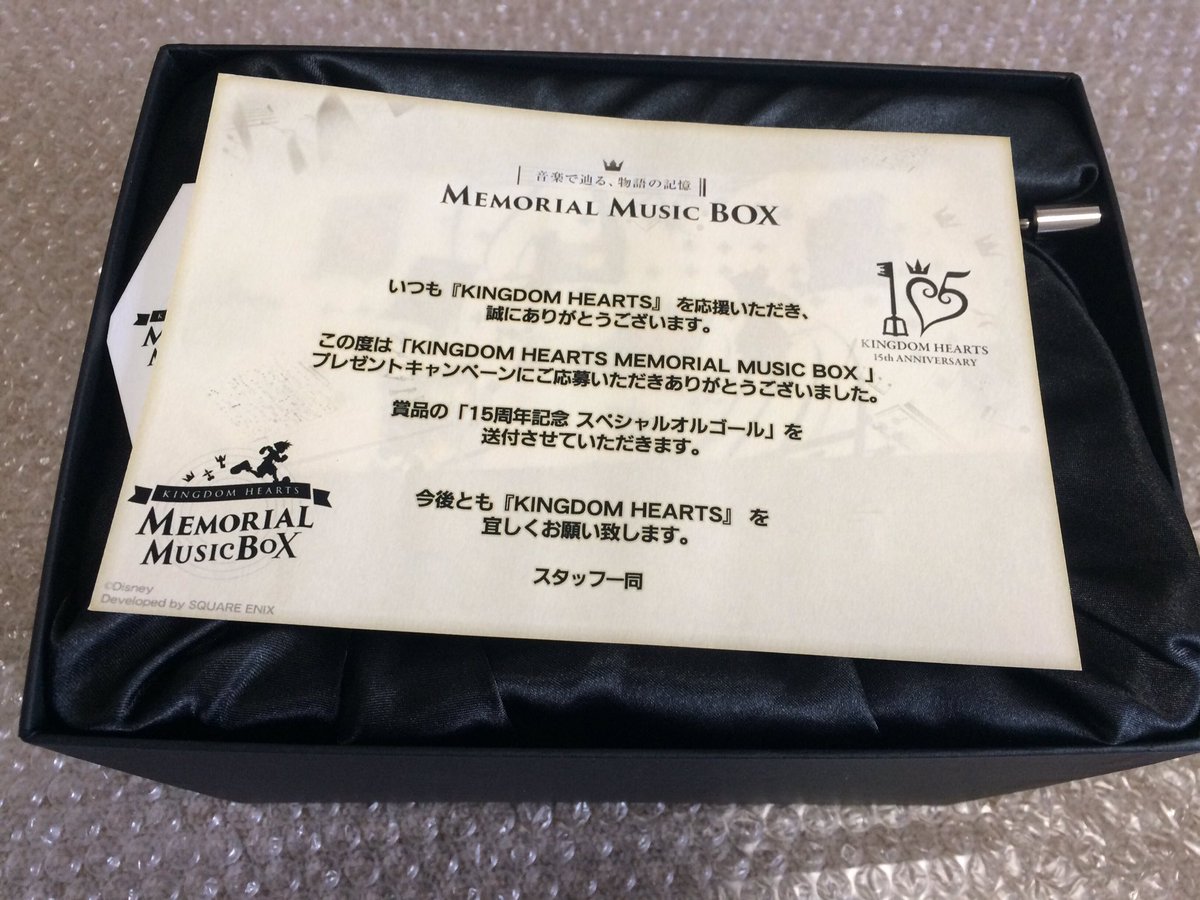 音楽で辿る、物語の記憶
MEMORIAL MUSIC BOX
いつも『KINGDOM HEARTS』 を応援いただき、
誠にありがとうございます。
この度は「KINGDOM HEARTS MEMORIAL MUSIC BOX 」
プレゼントキャンペーンにご応募いただきありがとうございました。
賞品の「15周年記念 スペシャルオルゴール」を
送付させていただきます。
今後とも『KINGDOM HEARTS』 を
宜しくお願い致します。
スタッフ一同
15
KINGDOM HEARTS
15th ANNIVERSARY
KINGDOM HEARTS
MEMORIAL
MUSIC BOX
©Disney
Developed by SQUARE ENIX